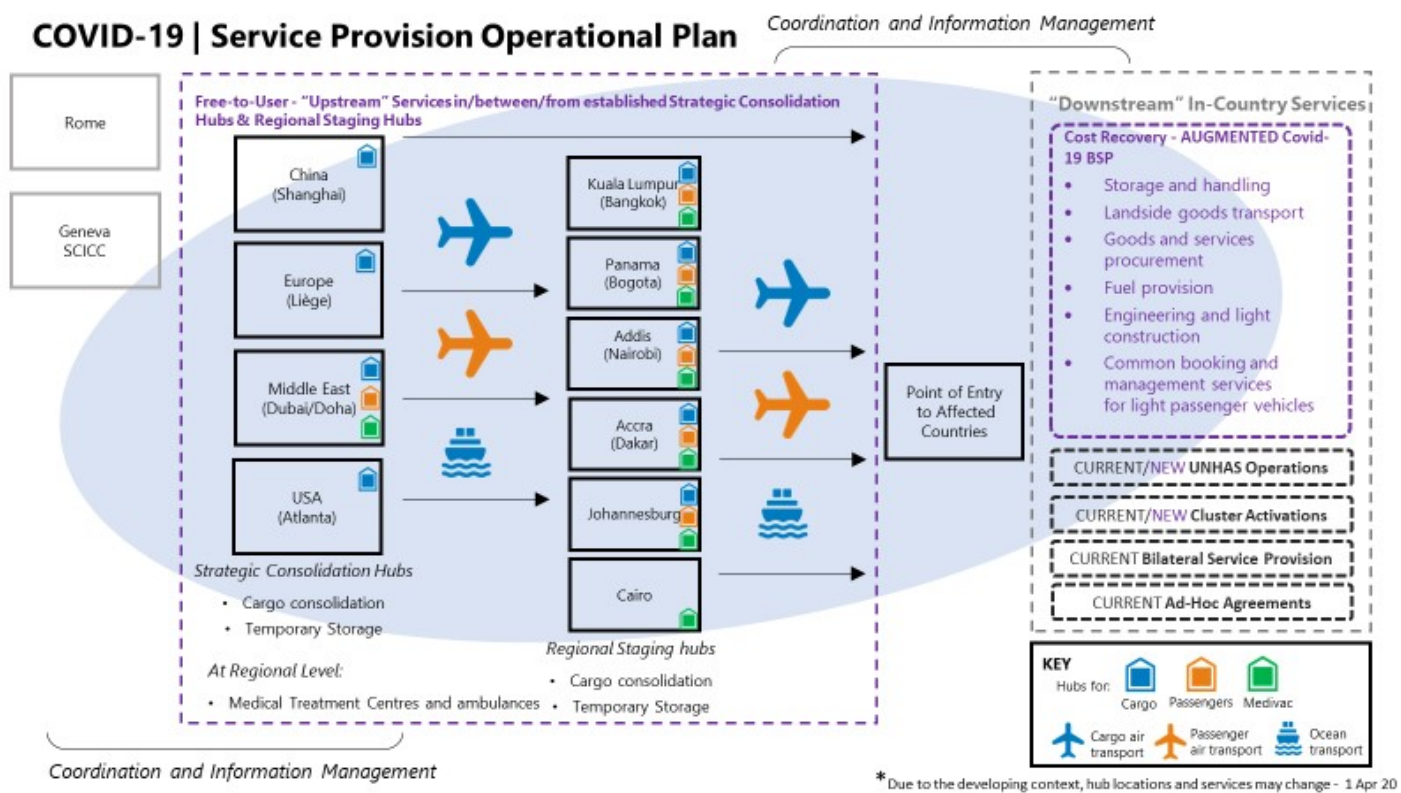 COVID-19 | Service Provision Operational Plan
Coordination and Information Management
Rome
Geneva
SCICC
Free-to-User - "Upstream" Services in/between/from established Strategic Consolidation
Hubs & Regional Staging Hubs
China
(Shanghai)
Europe
(Liège)
Middle East
(Dubai/Doha)
USA
(Atlanta)
Strategic Consolidation Hubs
• Cargo consolidation
• Temporary Storage
At Regional Level:
• Medical Treatment Centres and ambulances
Kuala Lumpur
(Bangkok)
Panama
(Bogota)
Addis
(Nairobi)
Accra
(Dakar)
Johannesburg
Cairo
Regional Staging hubs
• Cargo consolidation
• Temporary Storage
Point of Entry
to Affected
Countries
"Downstream" In-Country Services
Cost Recovery - AUGMENTED Covid-
19 BSP
• Storage and handling
• Landside goods transport
• Goods and services
procurement
• Fuel provision
• Engineering and light
construction
• Common booking and
management services
for light passenger vehicles
CURRENT/NEW UNHAS Operations
CURRENT/NEW Cluster Activations
CURRENT Bilateral Service Provision
CURRENT Ad-Hoc Agreements
KEY
Hubs for:
Cargo
Passengers
Medivac
Cargo air
transport
Passenger
air transport
Ocean
transport
Coordination and Information Management
* Due to the developing context, hub locations and services may change - 1 Apr 20